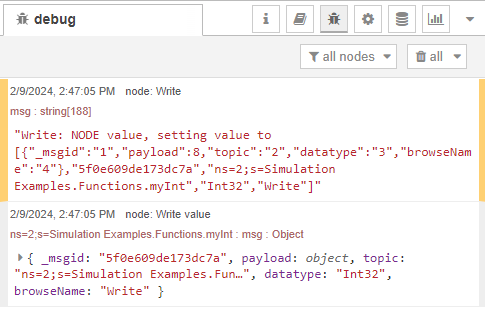 debug
all nodes
all
2/9/2024, 2:47:05 PM node: Write
msg : string[188]
"Write: NODE value, setting value to
[{"_msgid":"1","payload":8,"topic":"2","datatype":"3","browseNam
e":"4"},"5f0e609de173dc7a","ns=2;s=Simulation
Examples.Functions.myInt","Int32","Write"]"
2/9/2024, 2:47:05 PM node: Write value
ns=2;s=Simulation Examples.Functions.myInt : msg : Object
{ _msgid: "5f0e609de173dc7a", payload: object, topic:
"ns=2;s=Simulation Examples.Fun…", datatype: "Int32",
browseName: "Write" }